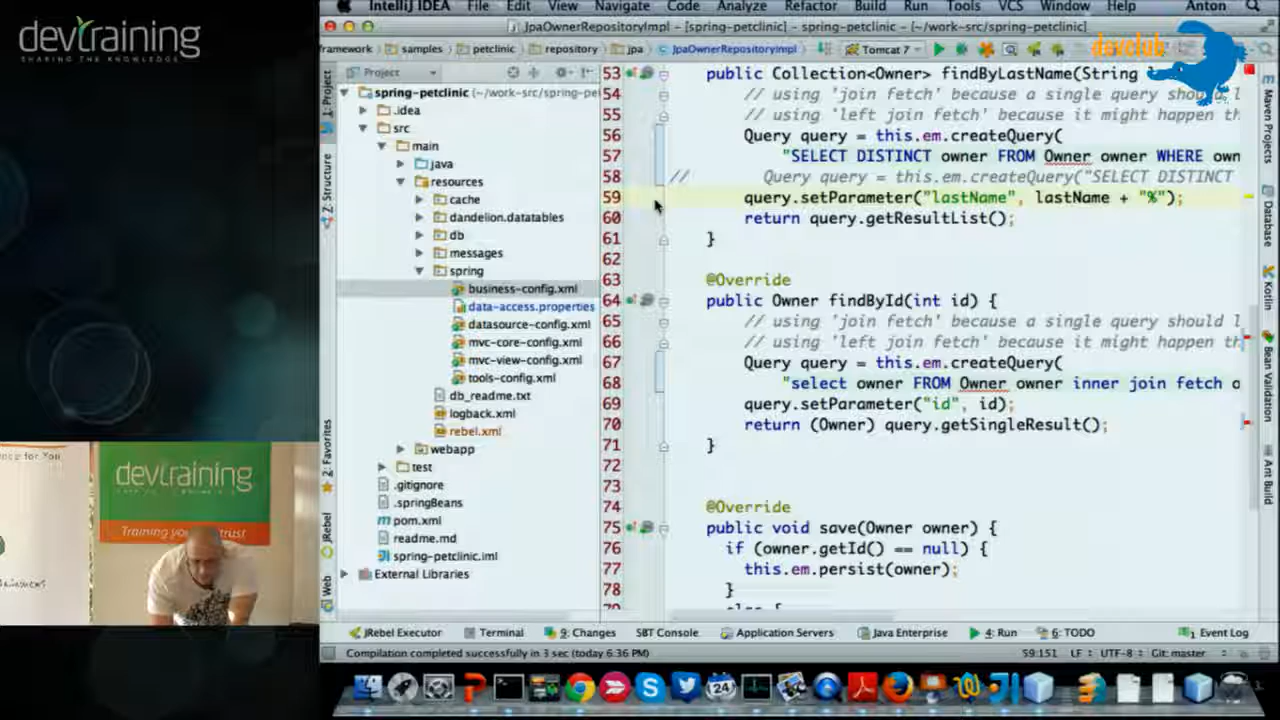 devtraining
SHARING THE KNOWLEDGE
IntelliJ IDEA File Edit View Navigate Code Analyze Refactor Build Run Tools VCS Window Help Anton
JpaOwnerRepositoryImpl - [spring-petclinic] - spring-petclinic - [~/work-src/spring-petclinic]
framework samples petclinic repository jpa JpaOwnerRepositoryImpl Tomcat 7
devclub
Project
spring-petclinic (~/work-src/spring-pet
.idea
src
main
java
resources
cache
dandelion.datatables
db
messages
spring
business-config.xml
data-access.properties
datasource-config.xml
mvc-core-config.xml
mvc-view-config.xml
tools-config.xml
db_readme.txt
logback.xml
rebel.xml
webapp
test
.gitignore
.springBeans
pom.xml
readme.md
spring-petclinic.iml
External Libraries
1: Project
Z: Structure
2: Favorites
JRebel
Web
53 public Collection<Owner> findByLastName(String l
54 // using 'join fetch' because a single query should l
55 // using 'left join fetch' because it might happen th
56 Query query = this.em.createQuery(
57 "SELECT DISTINCT owner FROM Owner owner WHERE own
58 // Query query = this.em.createQuery("SELECT DISTINCT
59 query.setParameter("lastName", lastName + "%");
60 return query.getResultList();
61 }
62
63 @Override
64 public Owner findById(int id) {
65 // using 'join fetch' because a single query should l
66 // using 'left join fetch' because it might happen th
67 Query query = this.em.createQuery(
68 "select owner FROM Owner owner inner join fetch o
69 query.setParameter("id", id);
70 return (Owner) query.getSingleResult();
71 }
72
73
74 @Override
75 public void save(Owner owner) {
76 if (owner.getId() == null) {
77 this.em.persist(owner);
78 }
79 else {
Maven Projects
Database
Kotlin
Bean Validation
Ant Build
JRebel Executor Terminal 9: Changes SBT Console Application Servers Java Enterprise 4: Run 6: TODO Event Log
Compilation completed successfully in 3 sec (today 6:36 PM) 59:151 LF UTF-8 Git: master
ence for You
devtraining
Training you trust
24